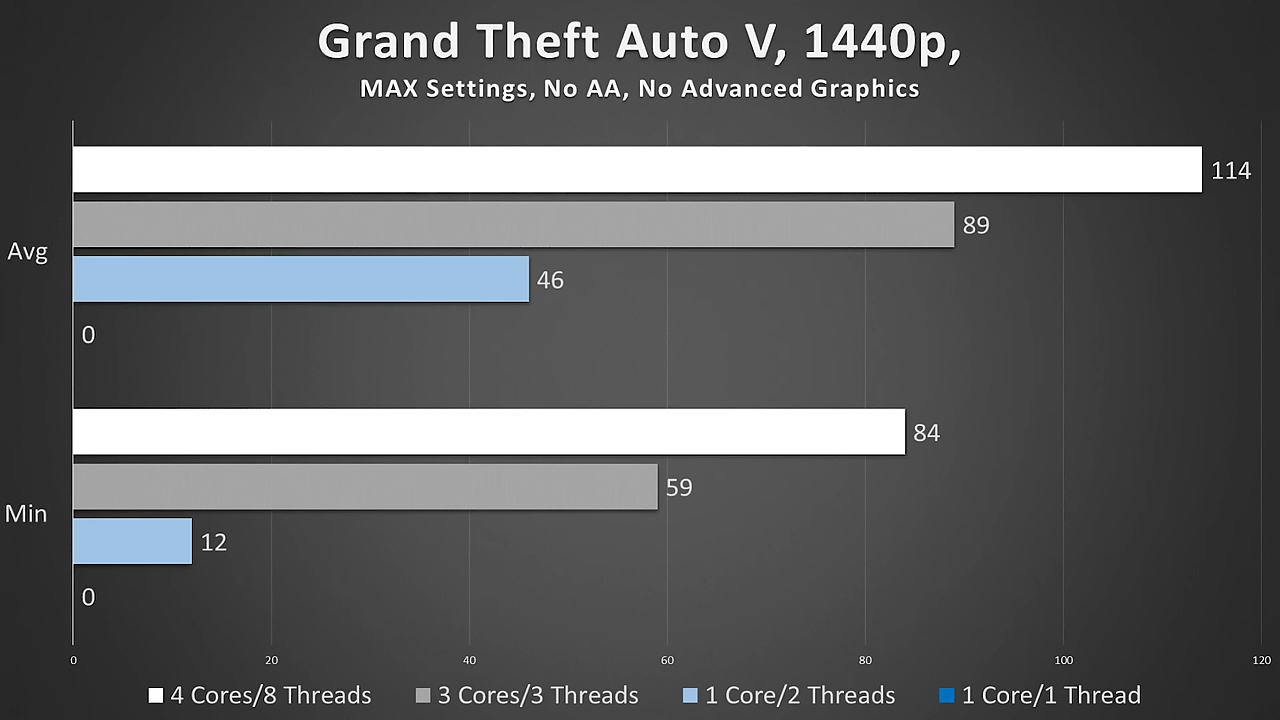 Grand Theft Auto V, 1440p,
MAX Settings, No AA, No Advanced Graphics
114
89
Avg
46
0
84
59
Min
12
0
0 20 40 60 80 100 120
4 Cores/8 Threads 3 Cores/3 Threads 1 Core/2 Threads 1 Core/1 Thread